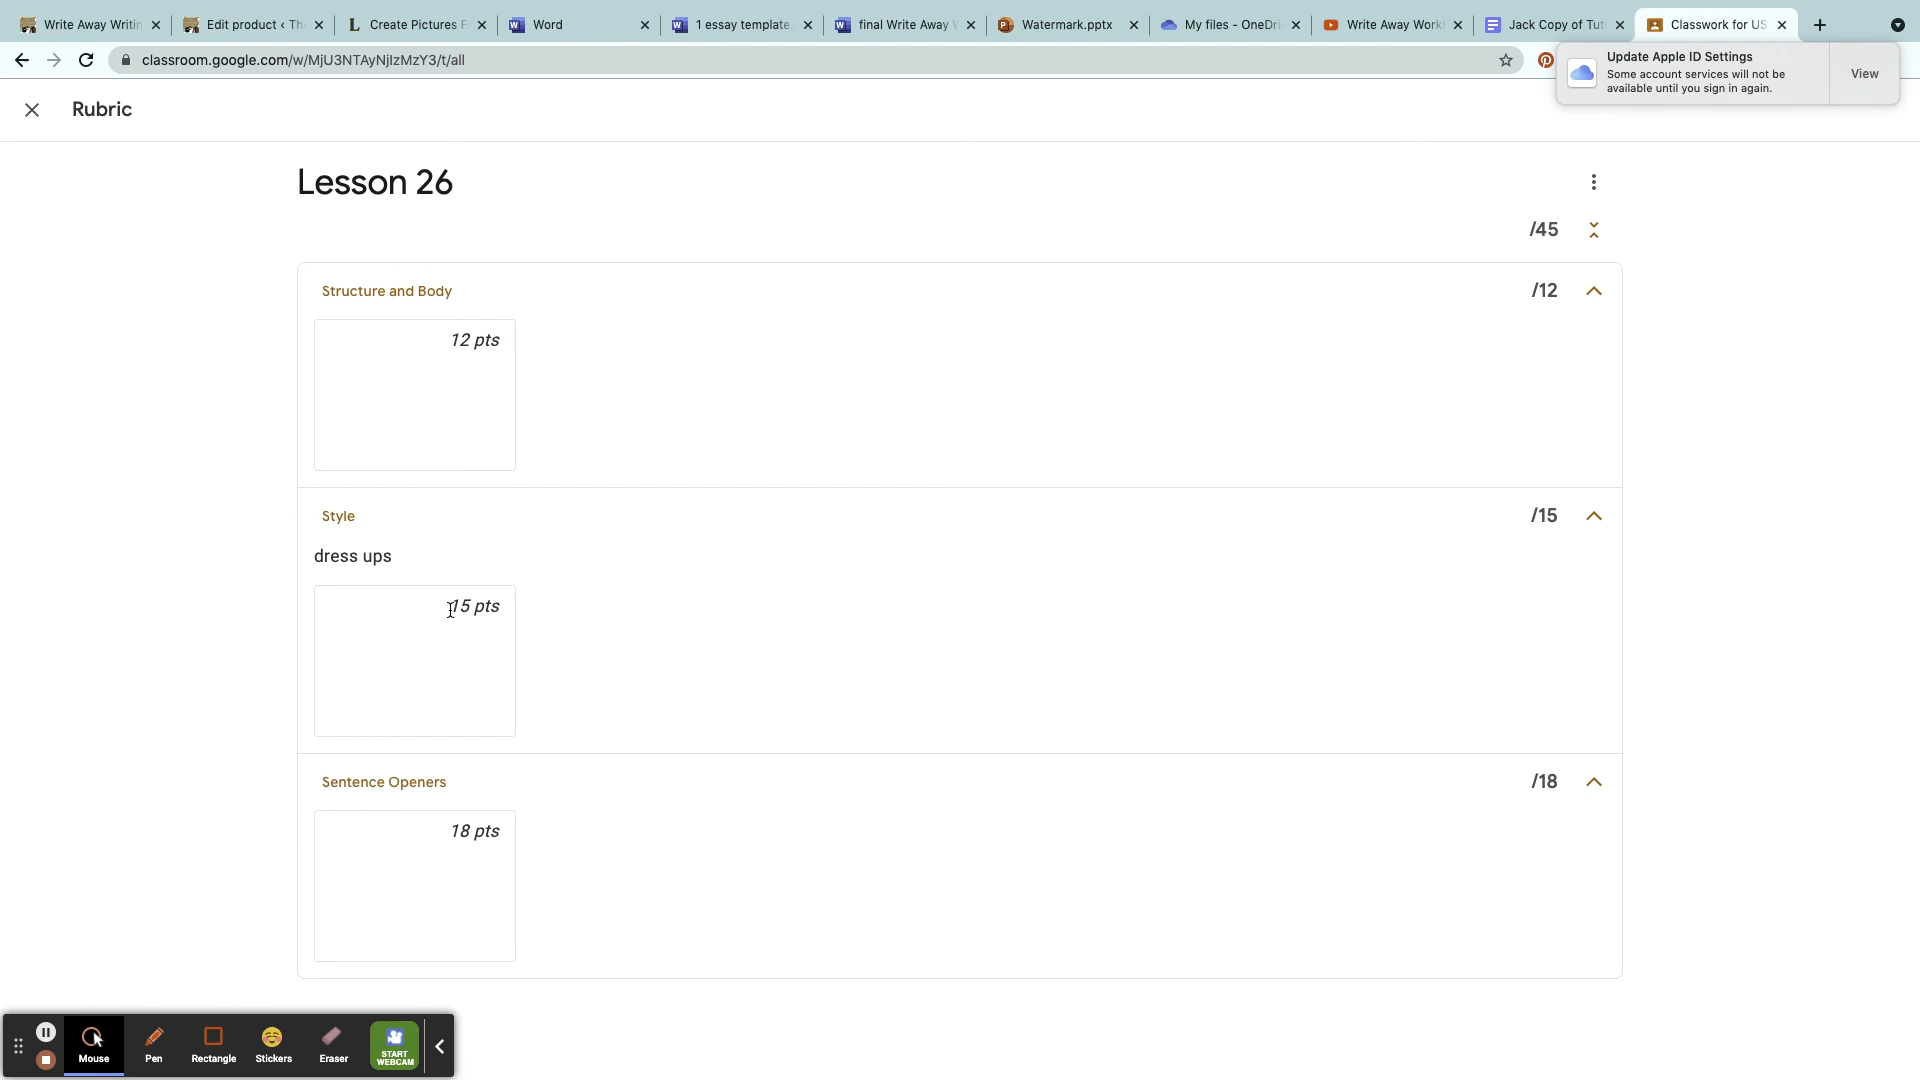 Write Away Writin
Edit product ‹ Th
Create Pictures F
Word
1 essay template.
final Write Away
Watermark.pptx
My files - OneDri
Write Away Work
Jack Copy of Tut
Classwork for US
classroom.google.com/w/MjU3NTAyNjIzMzY3/t/all
Update Apple ID Settings
Some account services will not be
available until you sign in again.
View
Rubric
Lesson 26
/45
Structure and Body
/12
12 pts
Style
/15
dress ups
15 pts
Sentence Openers
/18
18 pts
Mouse
Pen
Rectangle
Stickers
Eraser
START
WEBCAM